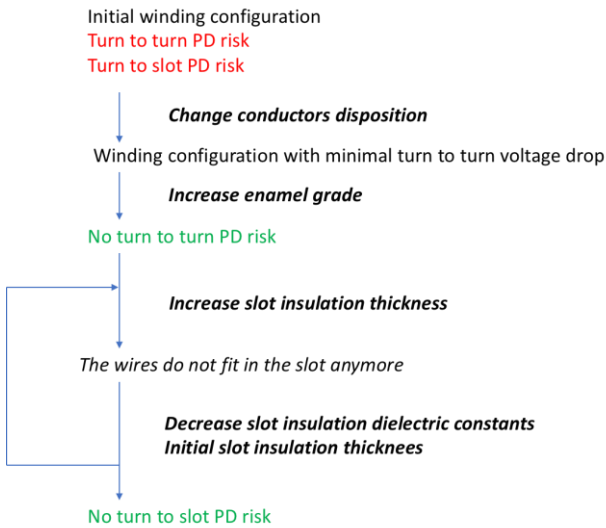 Initial winding configuration
Turn to turn PD risk
Turn to slot PD risk
Change conductors disposition
Winding configuration with minimal turn to turn voltage drop
Increase enamel grade
No turn to turn PD risk
Increase slot insulation thickness
The wires do not fit in the slot anymore
Decrease slot insulation dielectric constants
Initial slot insulation thicknees
No turn to slot PD risk